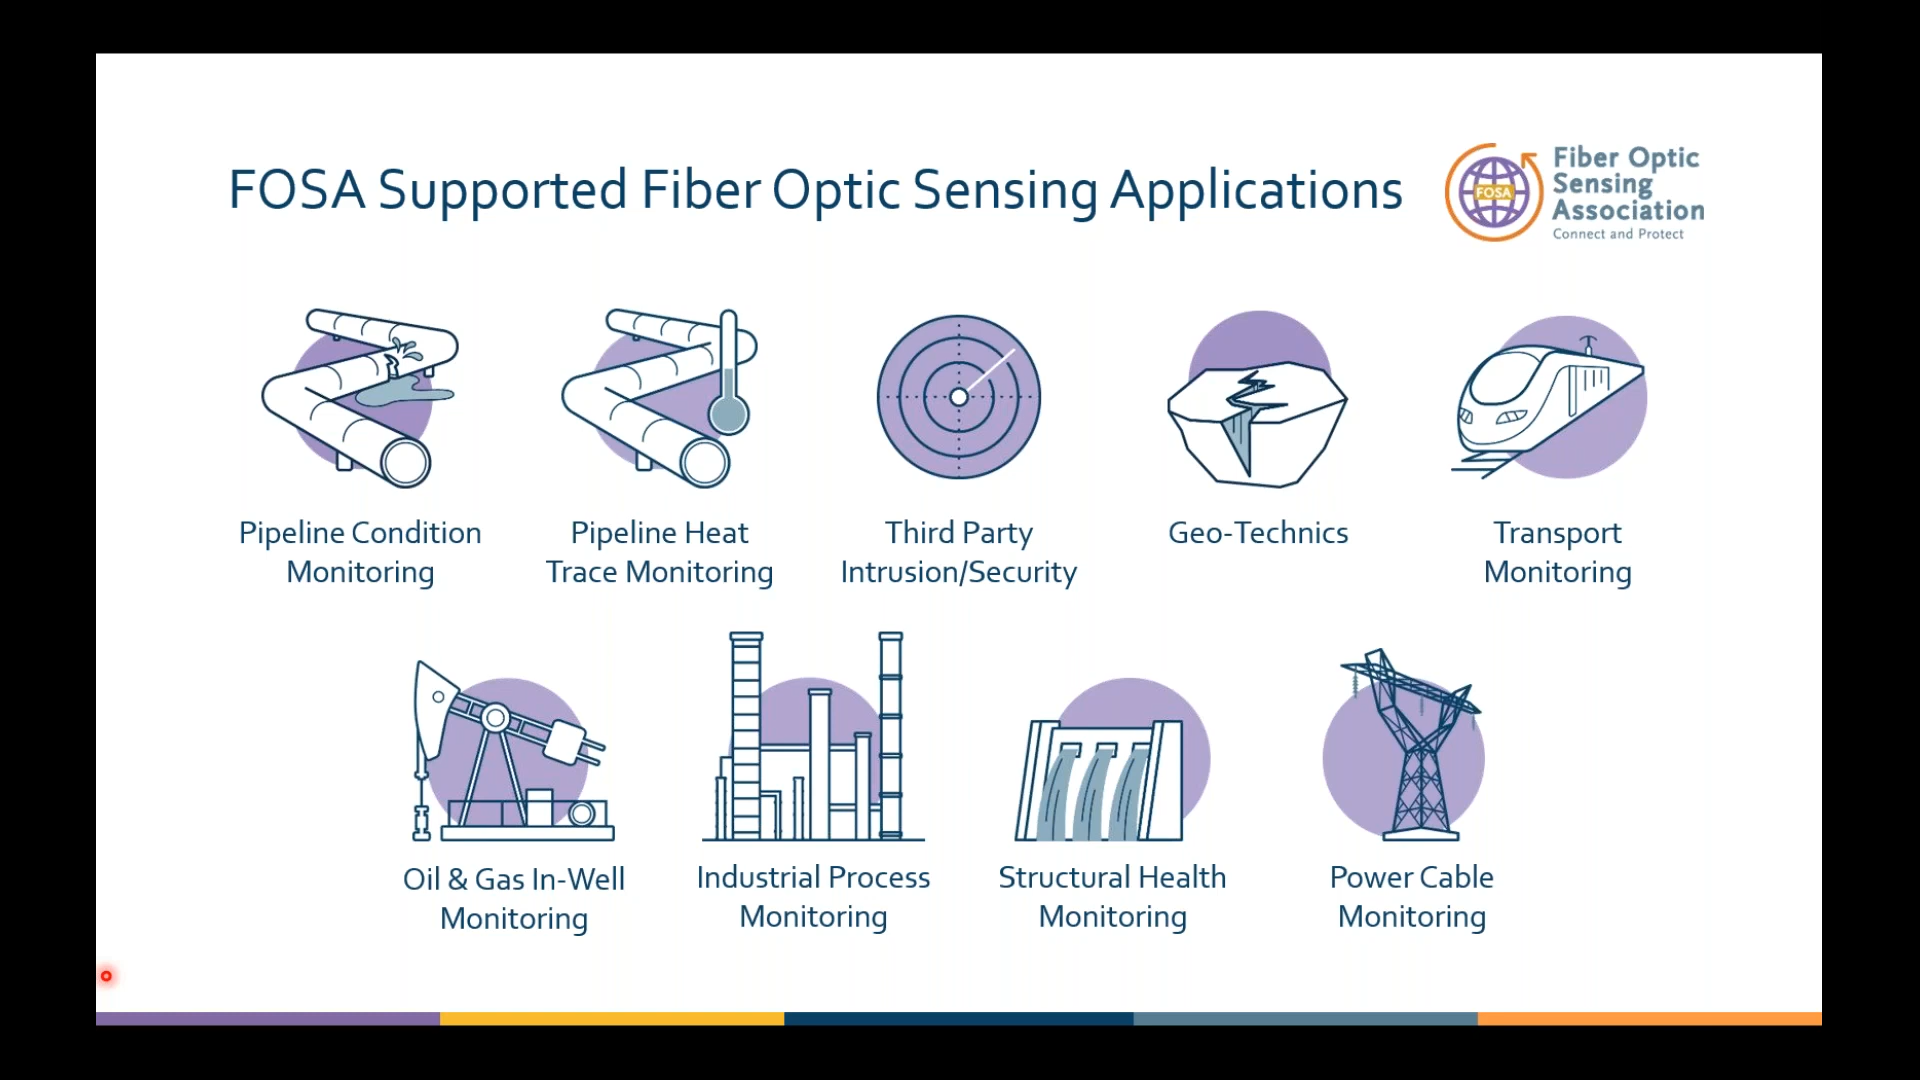 FOSA Supported Fiber Optic Sensing Applications
FOSA
Fiber Optic
Sensing
Association
Connect and Protect
Pipeline Condition
Monitoring
Pipeline Heat
Trace Monitoring
Third Party
Intrusion/Security
Geo-Technics
Transport
Monitoring
Oil & Gas In-Well
Monitoring
Industrial Process
Monitoring
Structural Health
Monitoring
Power Cable
Monitoring